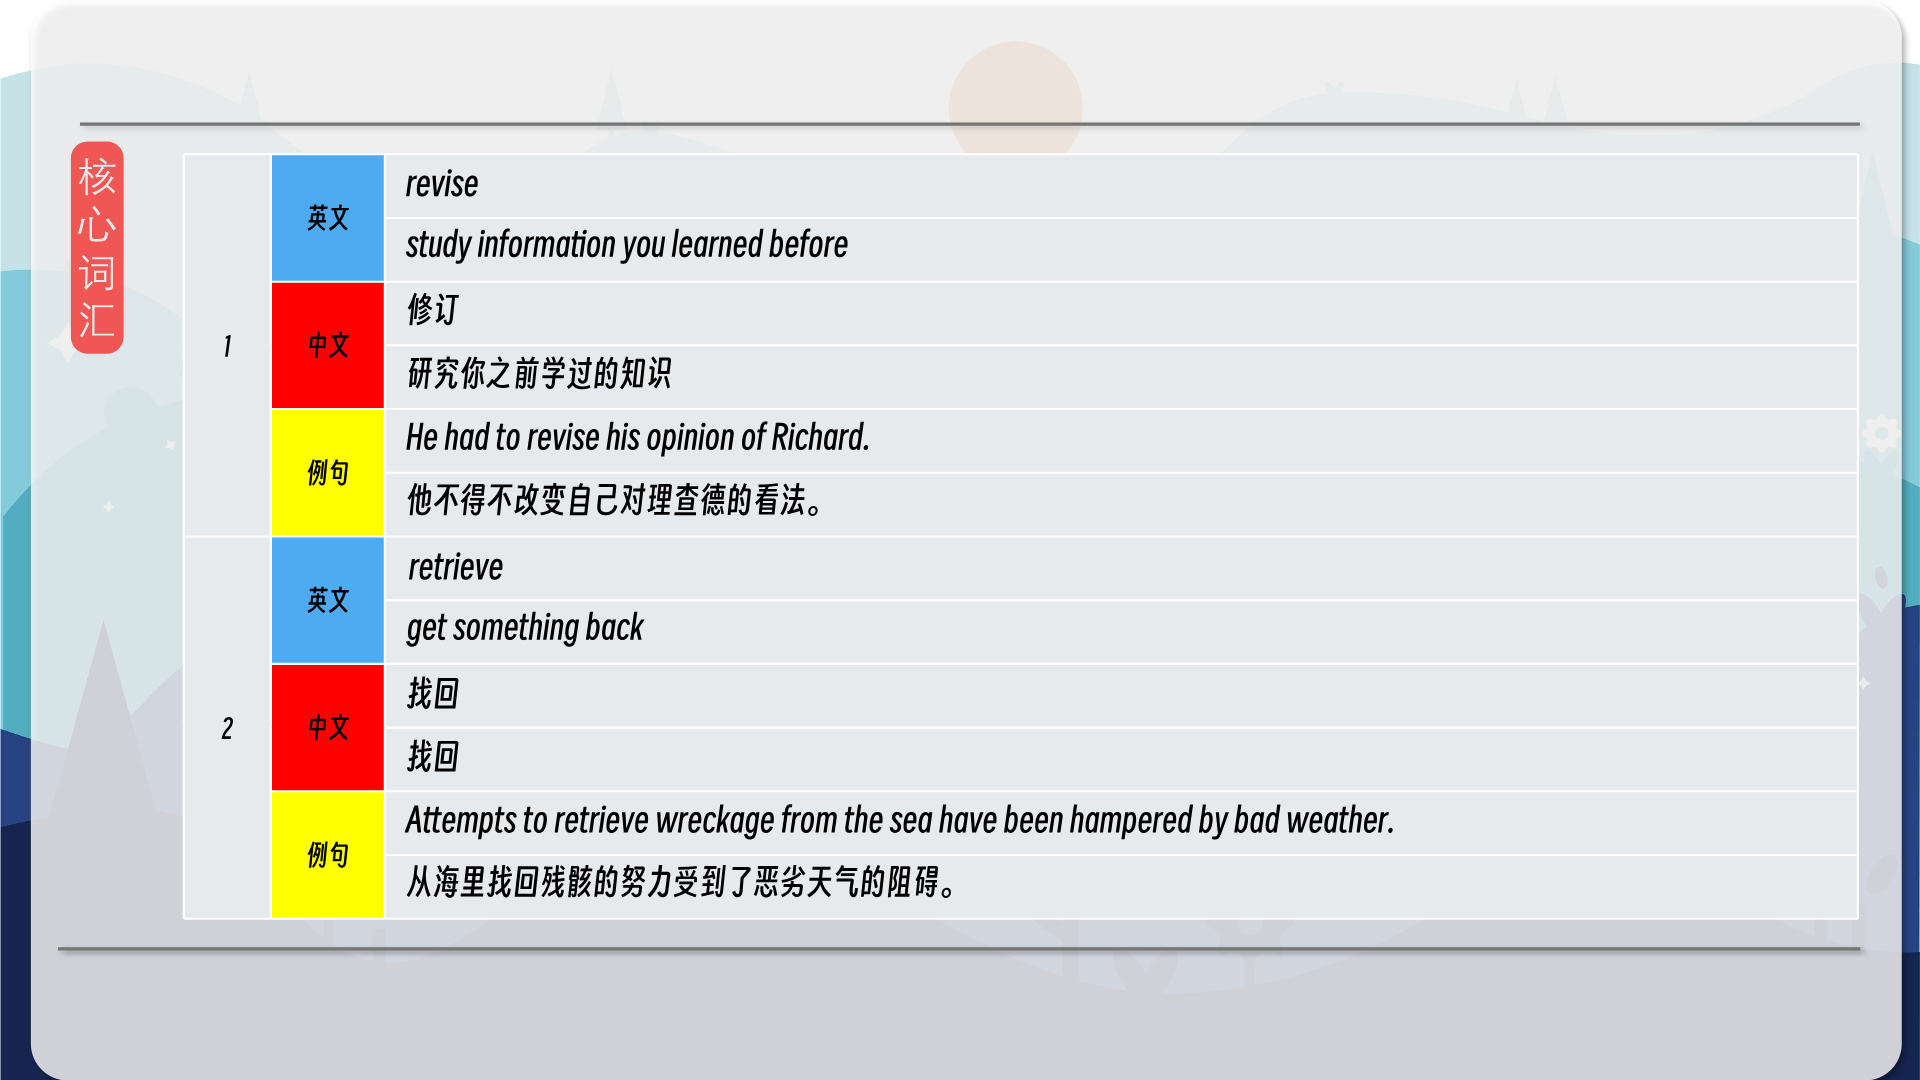 核
心
词
汇
1
英文
revise
study information you learned before
中文
修订
研究你之前学过的知识
例句
He had to revise his opinion of Richard.
他不得不改变自己对理查德的看法。
2
英文
retrieve
get something back
中文
找回
找回
例句
Attempts to retrieve wreckage from the sea have been hampered by bad weather.
从海里找回残骸的努力受到了恶劣天气的阻碍。